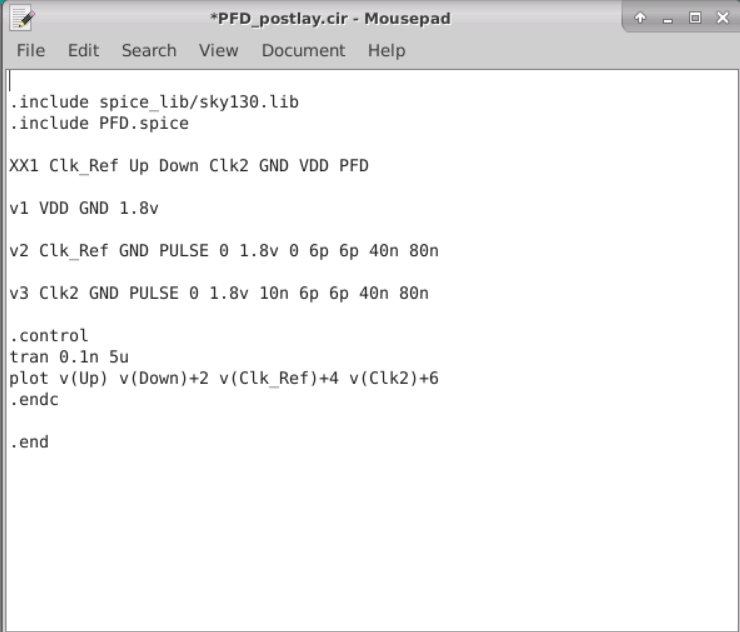 *PFD_postlay.cir - Mousepad
File Edit Search View Document Help
.include spice_lib/sky130.lib
.include PFD.spice
XX1 Clk_Ref Up Down Clk2 GND VDD PFD
v1 VDD GND 1.8v
v2 Clk_Ref GND PULSE 0 1.8v 0 6p 6p 40n 80n
v3 Clk2 GND PULSE 0 1.8v 10n 6p 6p 40n 80n
.control
tran 0.1n 5u
plot v(Up) v(Down)+2 v(Clk_Ref)+4 v(Clk2)+6
.endc
.end